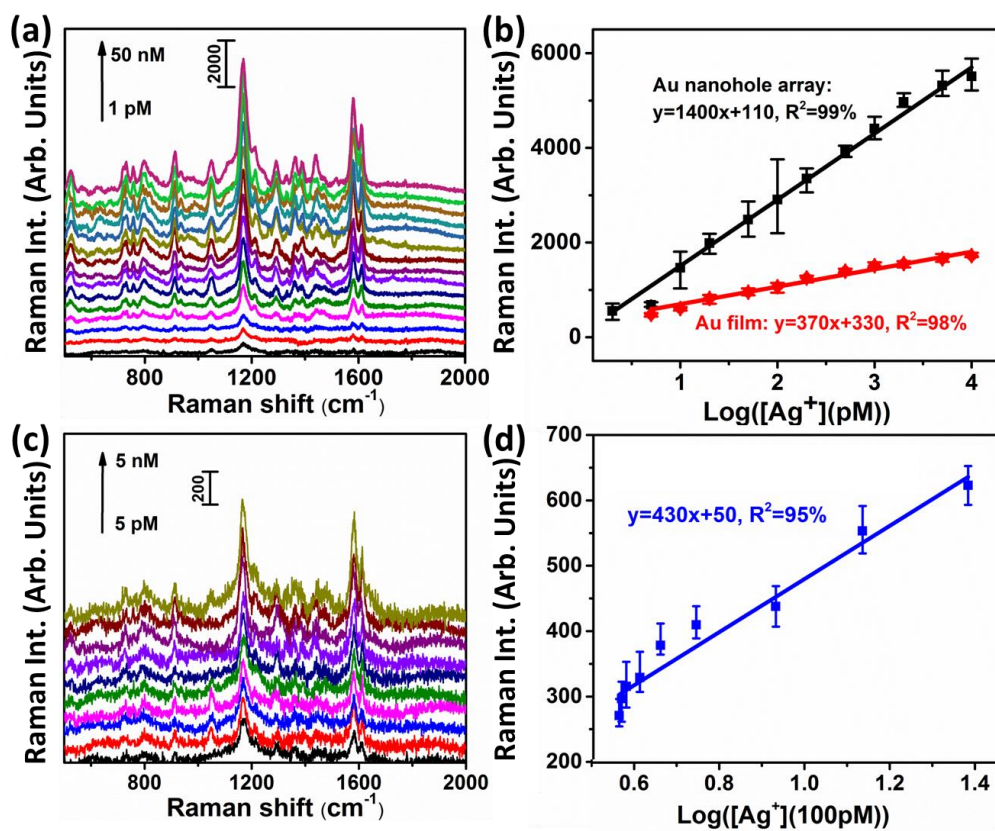 (a)
50 nM
1 pM
2000
Raman Int. (Arb. Units)
800 1200 1600 2000
Raman shift (cm⁻¹)
(b)
6000
4000
2000
0
Raman Int. (Arb. Units)
Au nanohole array:
y=1400x+110, R²=99%
Au film: y=370x+330, R²=98%
1 2 3 4
Log([Ag⁺](pM))
(c)
5 nM
5 pM
200
Raman Int. (Arb. Units)
800 1200 1600 2000
Raman shift (cm⁻¹)
(d)
700
600
500
400
300
200
Raman Int. (Arb. Units)
y=430x+50, R²=95%
0.6 0.8 1.0 1.2 1.4
Log([Ag⁺](100pM))